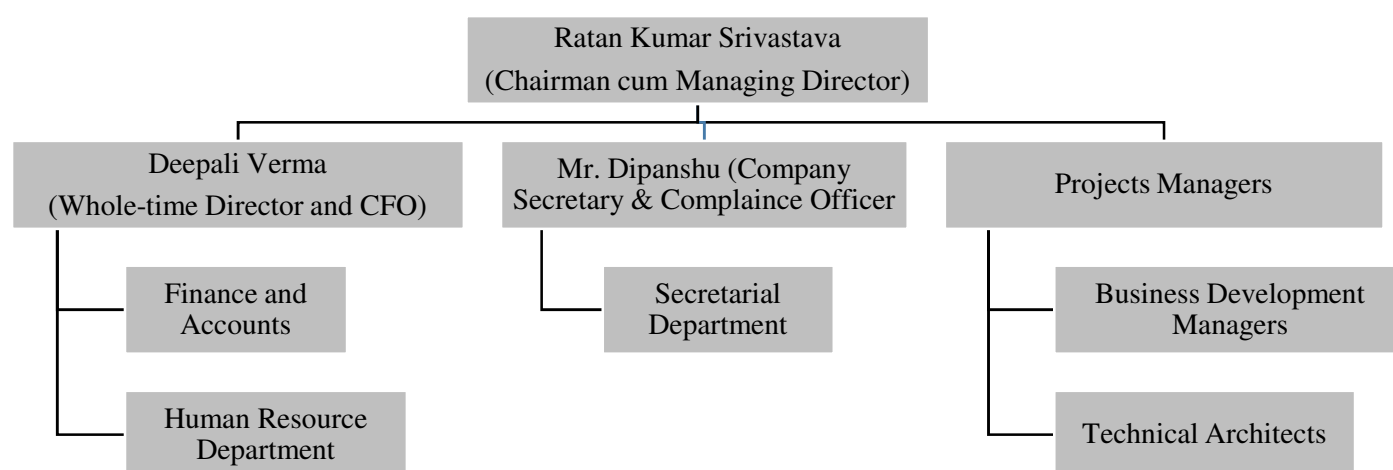 Ratan Kumar Srivastava
(Chairman cum Managing Director)
Deepali Verma
(Whole-time Director and CFO)
Mr. Dipanshu (Company
Secretary & Complaince Officer
Projects Managers
Finance and
Accounts
Secretarial
Department
Business Development
Managers
Human Resource
Department
Technical Architects